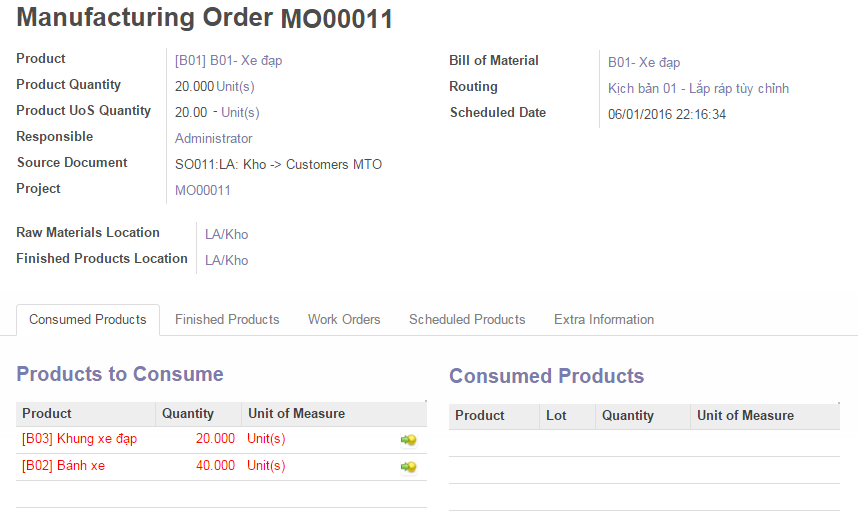 Manufacturing Order MO00011
Product [B01] B01- Xe đạp
Product Quantity 20.000 Unit(s)
Product UoS Quantity 20.00 - Unit(s)
Responsible Administrator
Source Document SO011:LA: Kho -> Customers MTO
Project MO00011
Bill of Material B01- Xe đạp
Routing Kịch bản 01 - Lắp ráp tùy chỉnh
Scheduled Date 06/01/2016 22:16:34
Raw Materials Location LA/Kho
Finished Products Location LA/Kho
Consumed Products Finished Products Work Orders Scheduled Products Extra Information
Products to Consume
Product Quantity Unit of Measure
[B03] Khung xe đạp 20.000 Unit(s)
[B02] Bánh xe 40.000 Unit(s)
Consumed Products
Product Lot Quantity Unit of Measure